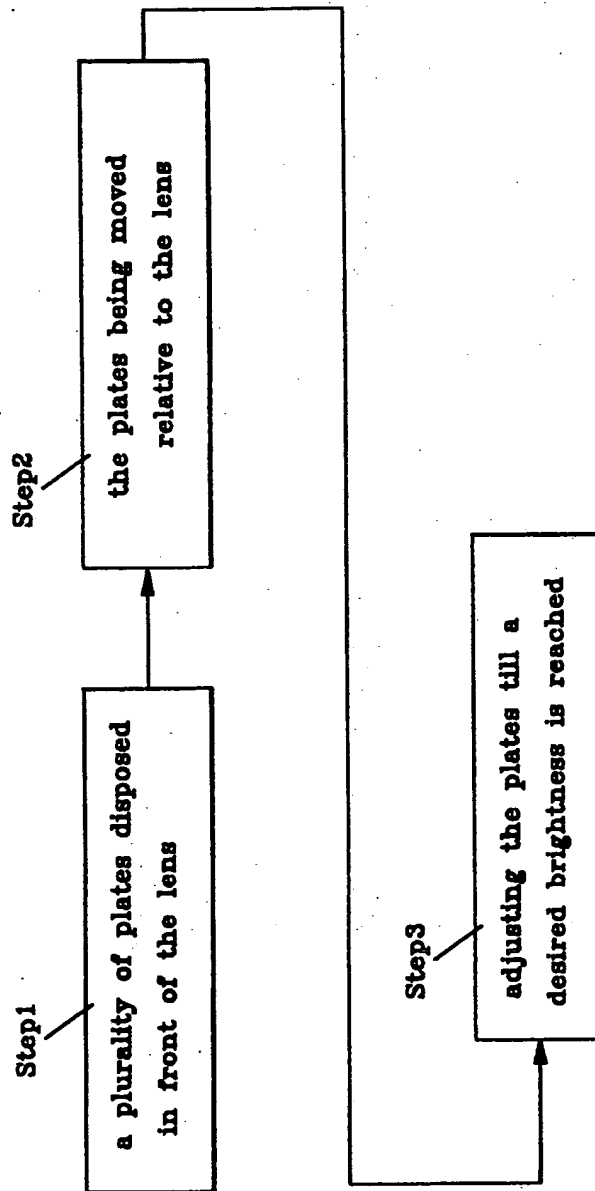 Step1
a plurality of plates disposed
in front of the lens
Step2
the plates being moved
relative to the lens
Step3
adjusting the plates till a
desired brightness is reached